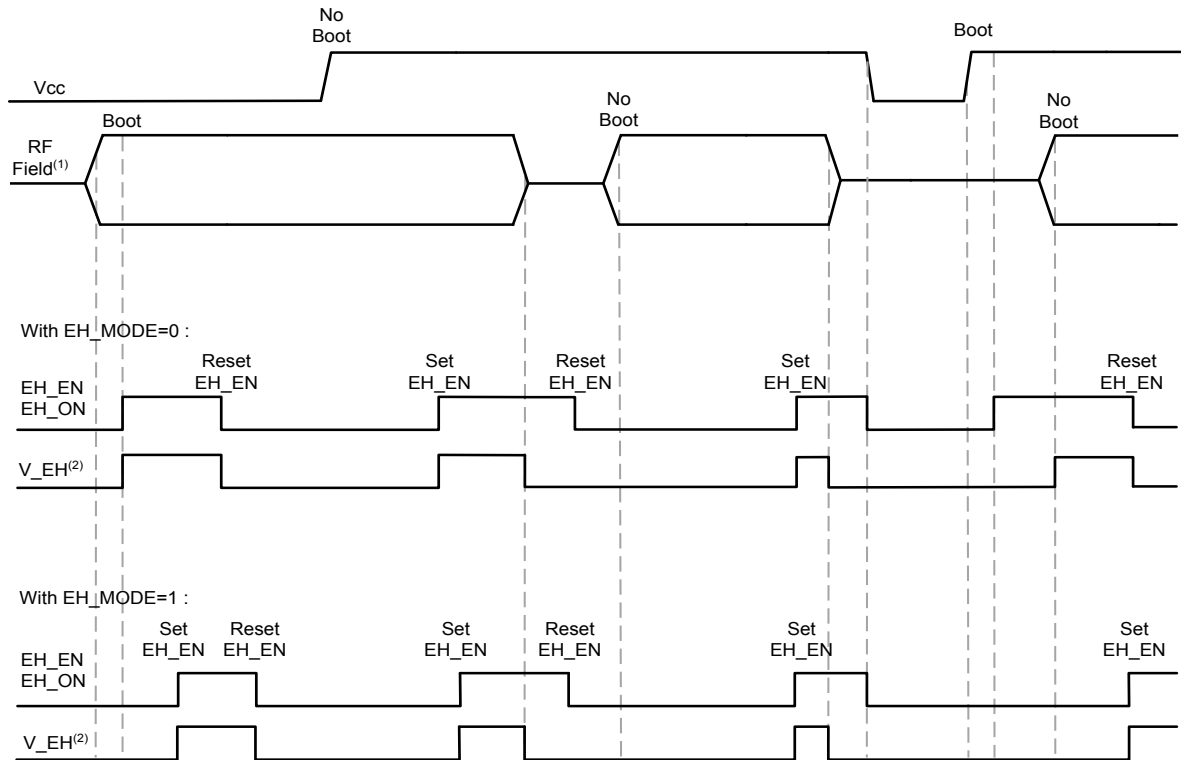 No
Boot
Boot
Vcc
Boot
No
Boot
No
Boot
RF
Field(1)
With EH_MODE=0 :
Reset
EH_EN
Set
EH_EN
Reset
EH_EN
Set
EH_EN
Reset
EH_EN
EH_EN
EH_ON
V_EH(2)
With EH_MODE=1 :
Set
EH_EN
Reset
EH_EN
Set
EH_EN
Reset
EH_EN
Set
EH_EN
Set
EH_EN
EH_EN
EH_ON
V_EH(2)